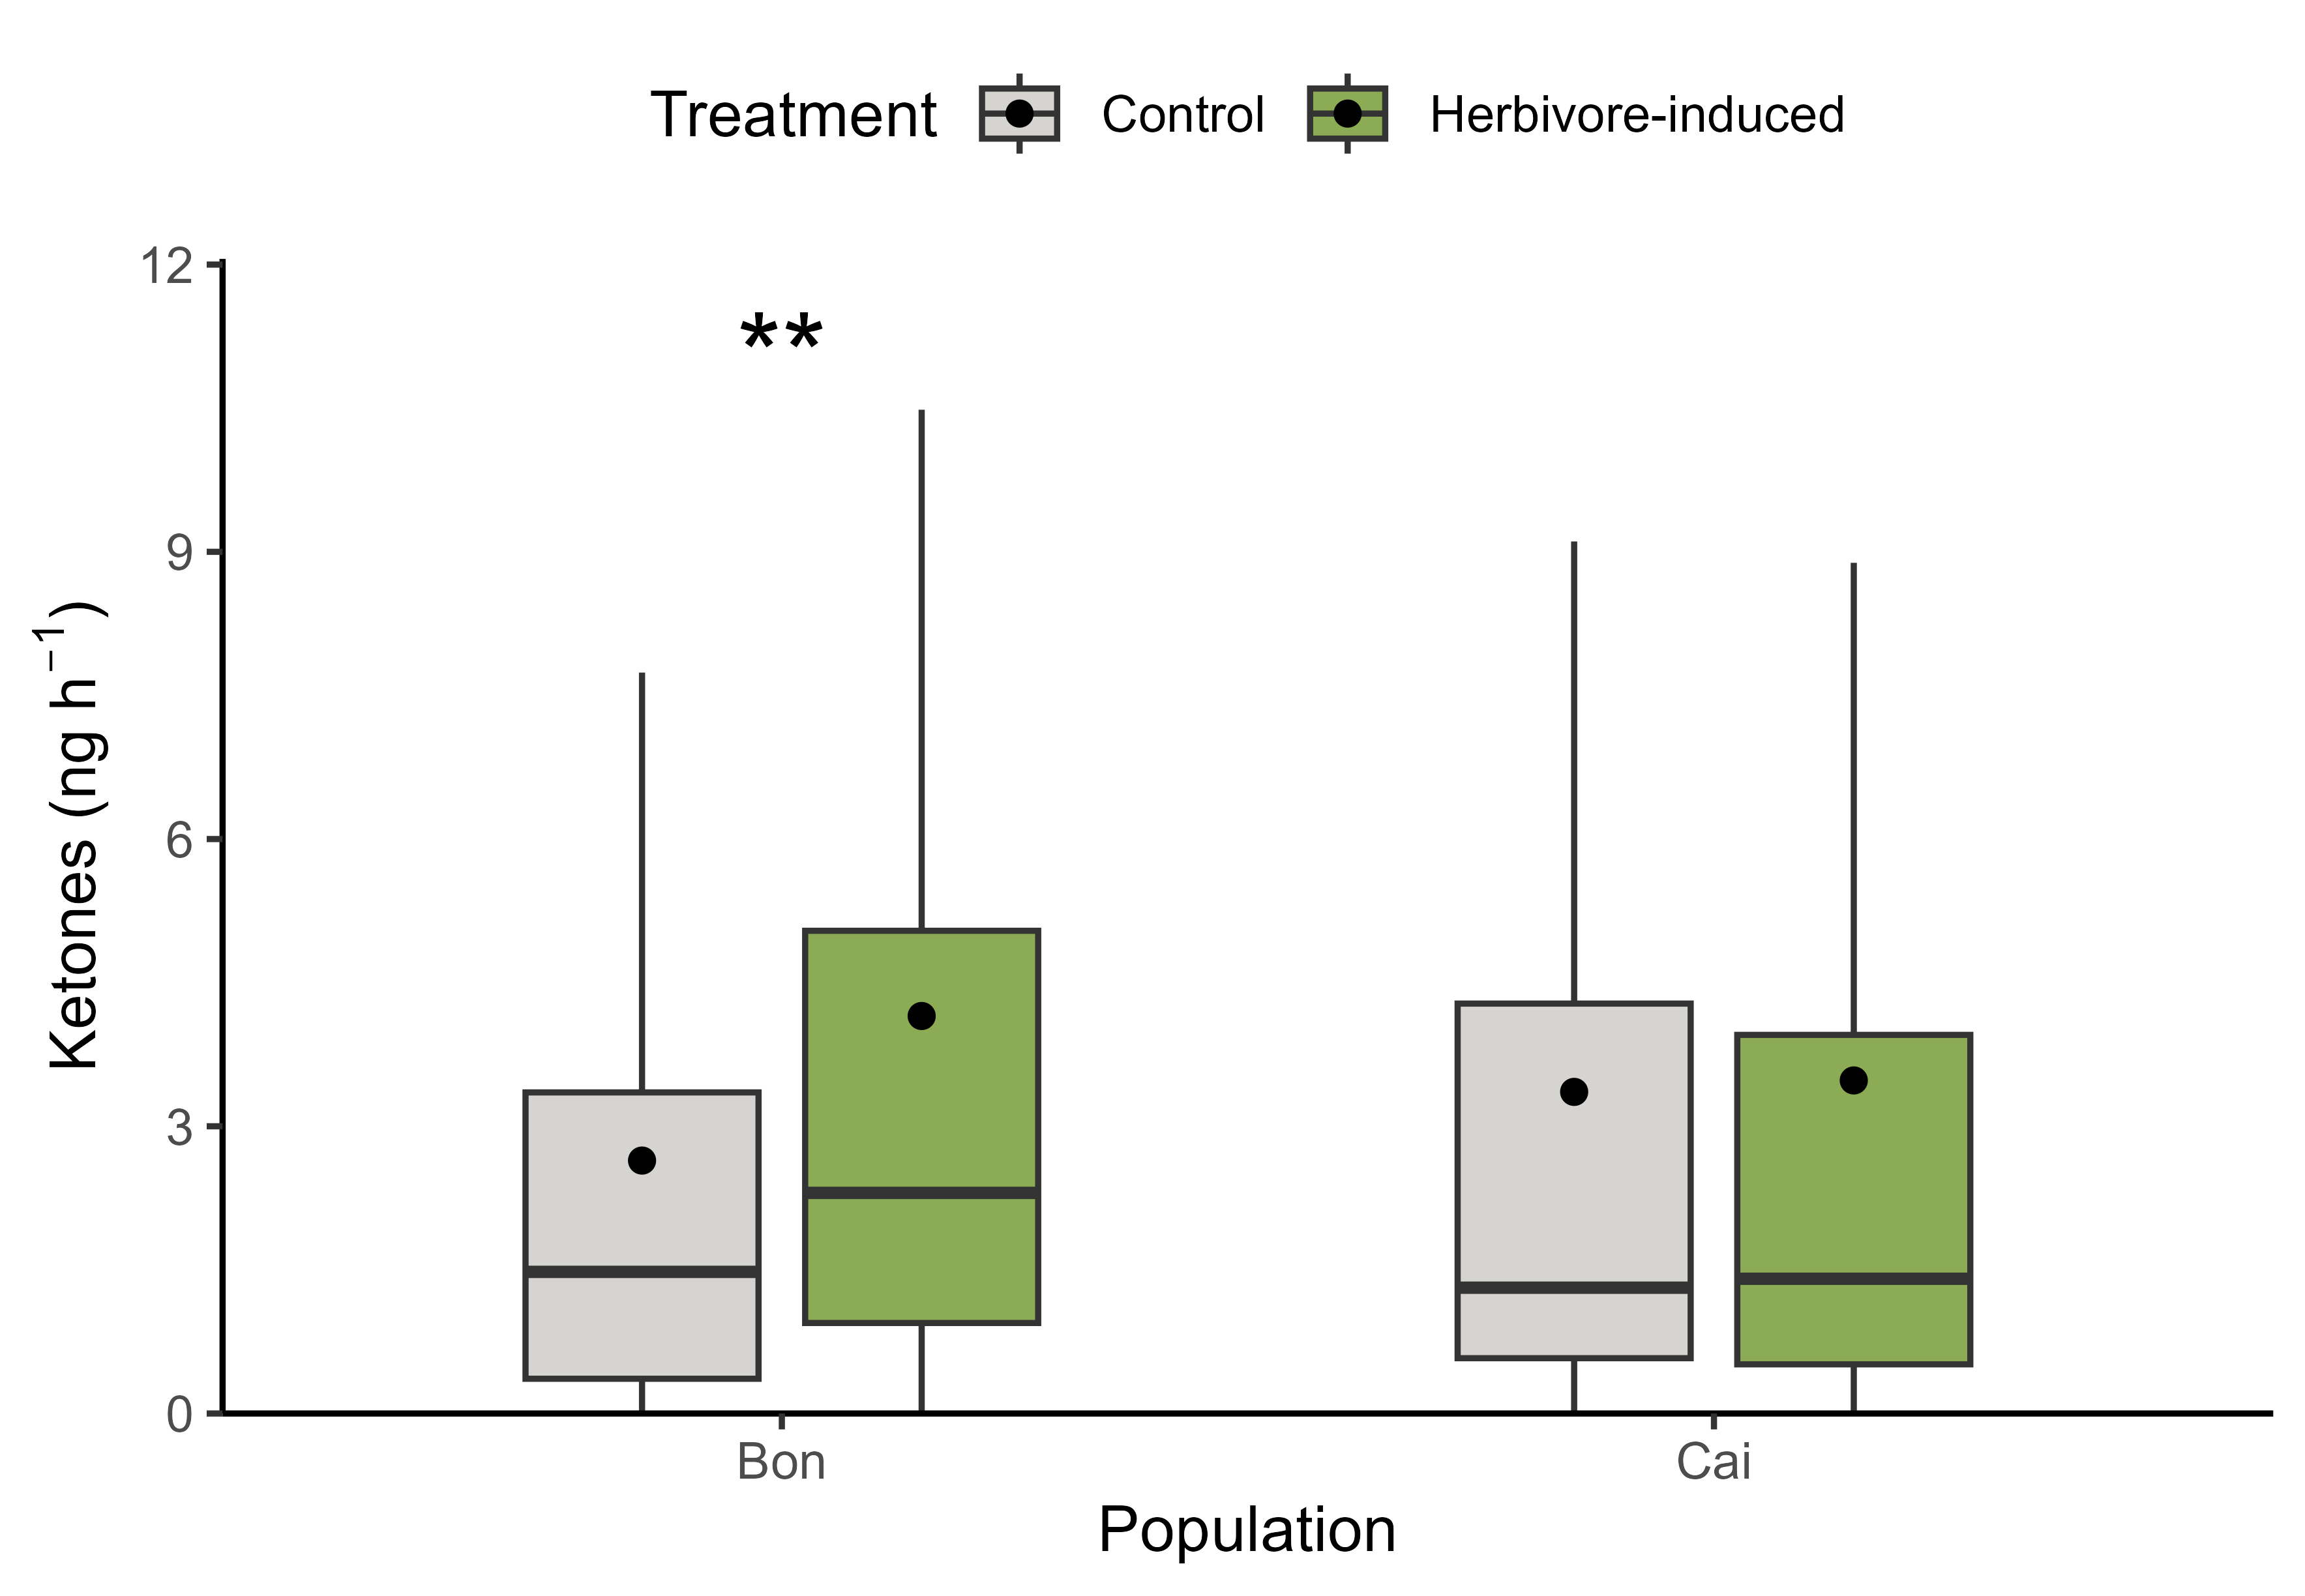 Treatment Control Herbivore-induced
12
**
9
6
3
0
Ketones (ng h⁻¹)
Bon Cai
Population